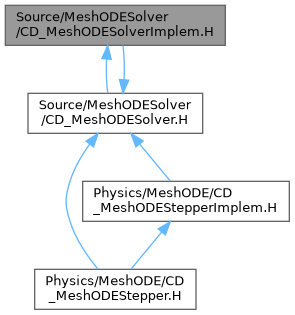 Source/MeshODESolver
/CD_MeshODESolverImplem.H
Source/MeshODESolver
/CD_MeshODESolver.H
Physics/MeshODE/CD
_MeshODEStepperImplem.H
Physics/MeshODE/CD
_MeshODEStepper.H